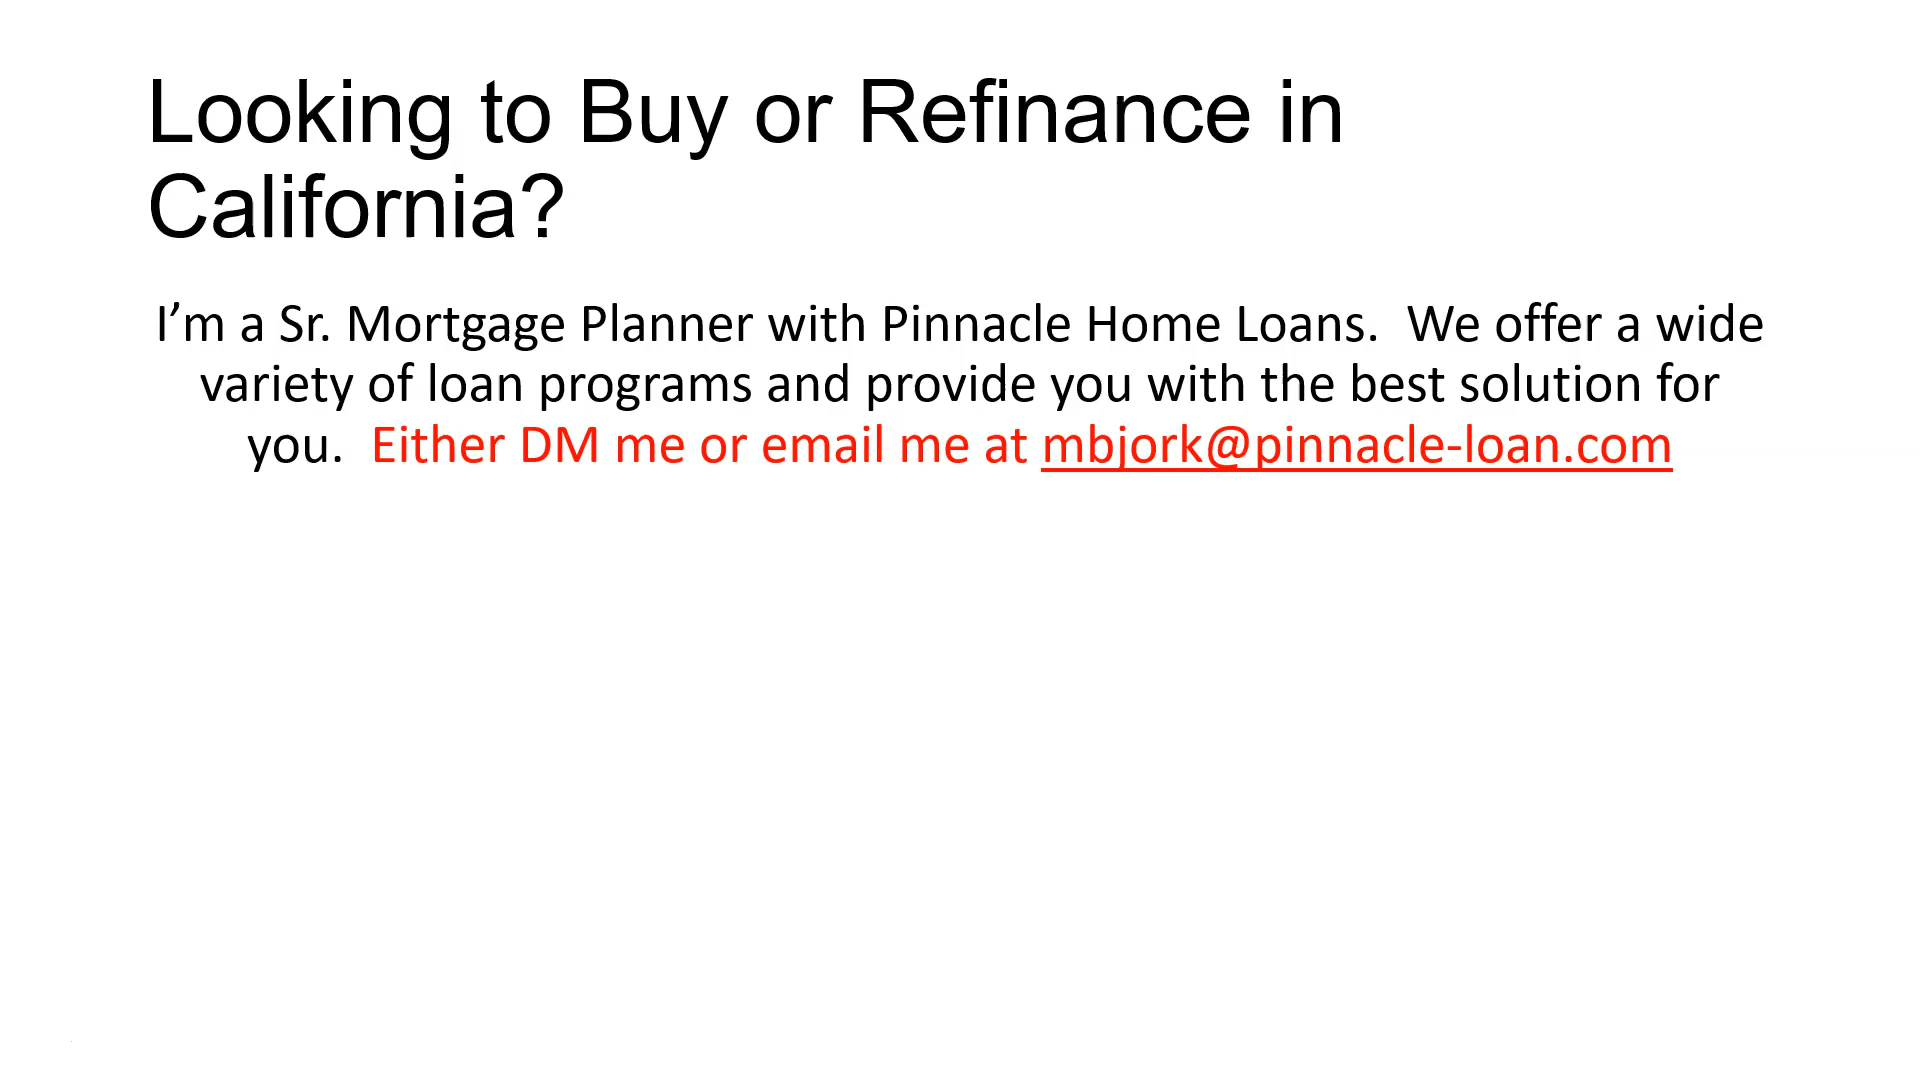 Looking to Buy or Refinance in
California?
I’m a Sr. Mortgage Planner with Pinnacle Home Loans.  We offer a wide
variety of loan programs and provide you with the best solution for
you.  Either DM me or email me at mbjork@pinnacle-loan.com